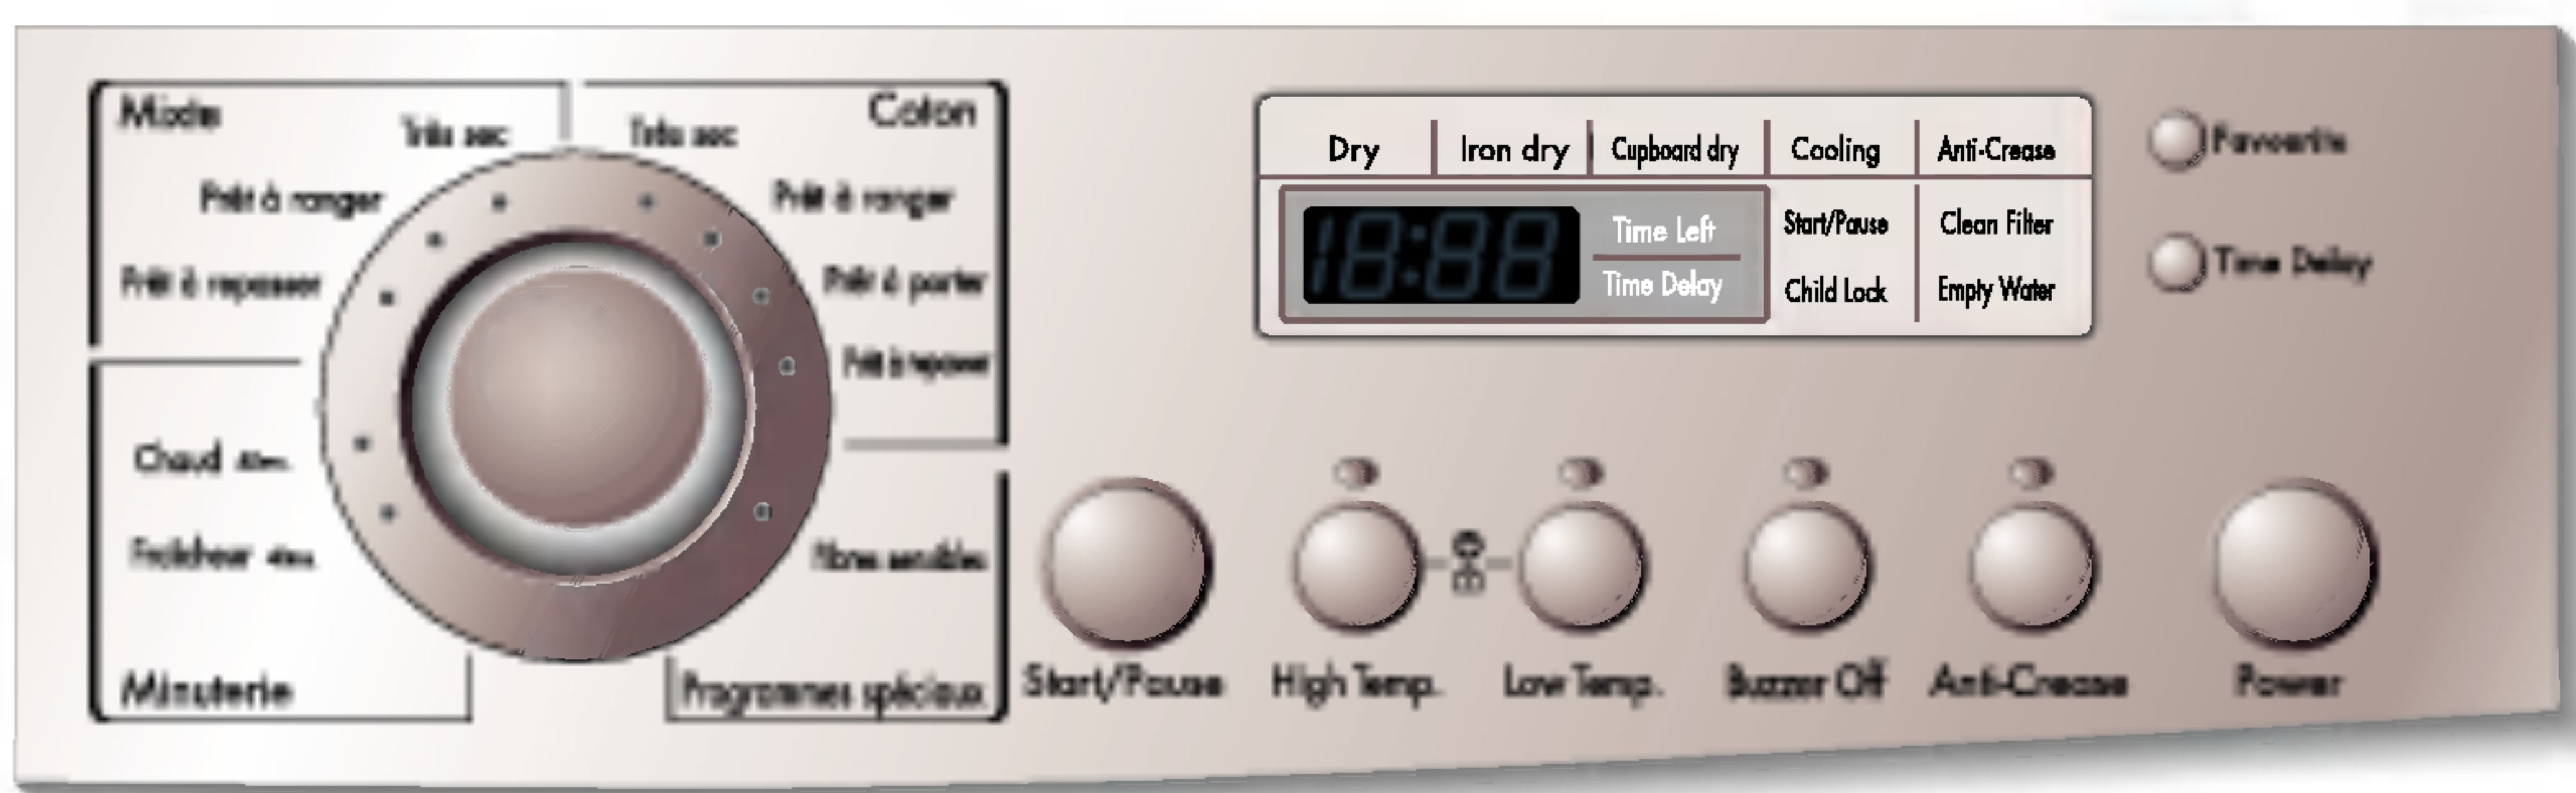 Mixte
Coton
Très sec
Très sec
Prêt à ranger
Prêt à ranger
Prêt à repasser
Prêt à porter
Prêt à repasser
Chaud
Fraîcheur
Fibres sensibles
Minuterie
Programmes spéciaux
Dry
Iron dry
Cupboard dry
Cooling
Anti-Crease
18:88
Time Left
Time Delay
Start/Pause
Clean Filter
Child Lock
Empty Water
Favourite
Time Delay
Start/Pause
High Temp.
Low Temp.
Buzzer Off
Anti-Crease
Power